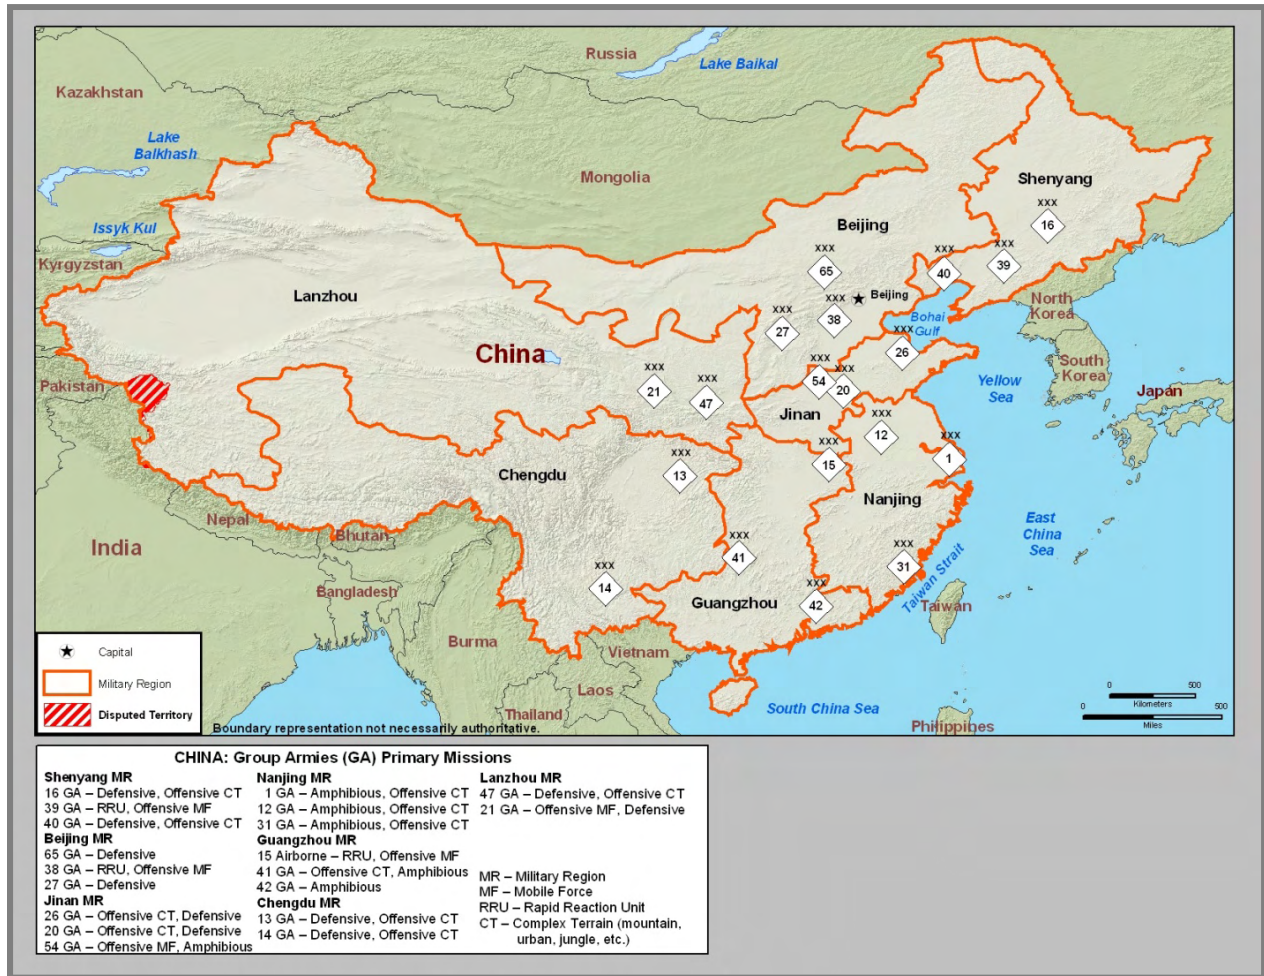 Russia
Lake Baikal
Kazakhstan
Lake
Balkhash
Mongolia
Shenyang
xxx
16
Issyk Kul
Beijing
Kyrgyzstan
xxx
65
xxx
40
xxx
39
Lanzhou
Beijing
North
Korea
xxx
38
xxx
27
Bohai
Gulf
xxx
26
China
South
Korea
Pakistan
xxx
21
xxx
47
xxx
54
xxx
20
Yellow
Sea
Japan
Jinan
xxx
12
xxx
1
xxx
15
Chengdu
xxx
13
Nanjing
Nepal
Bhutan
India
East
China
Sea
xxx
41
xxx
31
xxx
14
Bangladesh
Guangzhou
xxx
42
Taiwan Strait
Taiwan
Burma
Vietnam
Laos
Thailand
South China Sea
Philippines
0 500
Kilometers
0 500
Miles
Capital
Military Region
Disputed Territory
Boundary representation not necessarily authoritative.
CHINA: Group Armies (GA) Primary Missions
Shenyang MR
16 GA – Defensive, Offensive CT
39 GA – RRU, Offensive MF
40 GA – Defensive, Offensive CT
Beijing MR
65 GA – Defensive
38 GA – RRU, Offensive MF
27 GA – Defensive
Jinan MR
26 GA – Offensive CT, Defensive
20 GA – Offensive CT, Defensive
54 GA – Offensive MF, Amphibious
Nanjing MR
1 GA – Amphibious, Offensive CT
12 GA – Amphibious, Offensive CT
31 GA – Amphibious, Offensive CT
Guangzhou MR
15 Airborne – RRU, Offensive MF
41 GA – Offensive CT, Amphibious
42 GA – Amphibious
Chengdu MR
13 GA – Defensive, Offensive CT
14 GA – Defensive, Offensive CT
Lanzhou MR
47 GA – Defensive, Offensive CT
21 GA – Offensive MF, Defensive
MR – Military Region
MF – Mobile Force
RRU – Rapid Reaction Unit
CT – Complex Terrain (mountain,
urban, jungle, etc.)